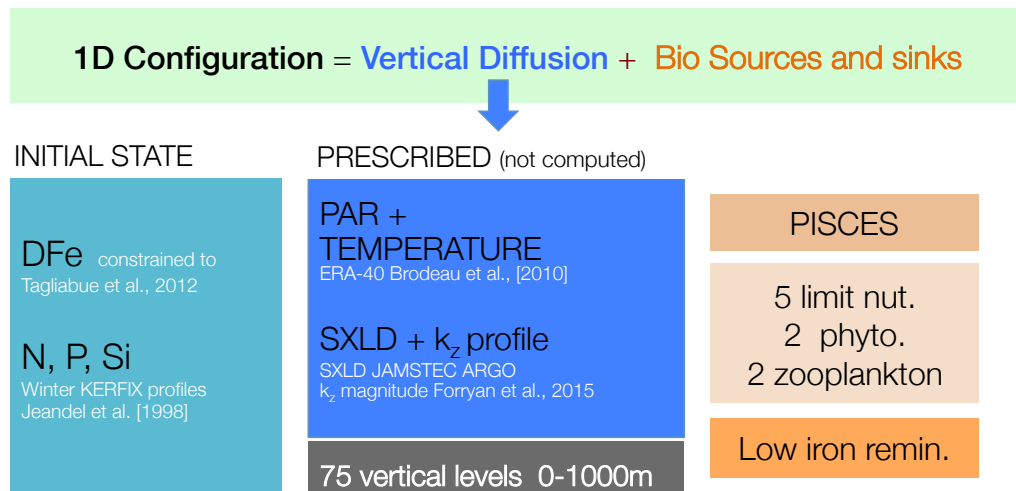 1D Configuration = Vertical Diffusion + Bio Sources and sinks
INITIAL STATE
DFe constrained to
Tagliabue et al., 2012
N, P, Si
Winter KERFIX profiles
Jeandel et al. [1998]
PRESCRIBED (not computed)
PAR +
TEMPERATURE
ERA-40 Brodeau et al., [2010]
SXLD + kz profile
SXLD JAMSTEC ARGO
kz magnitude Forryan et al., 2015
75 vertical levels 0-1000m
PISCES
5 limit nut.
2 phyto.
2 zooplankton
Low iron remin.